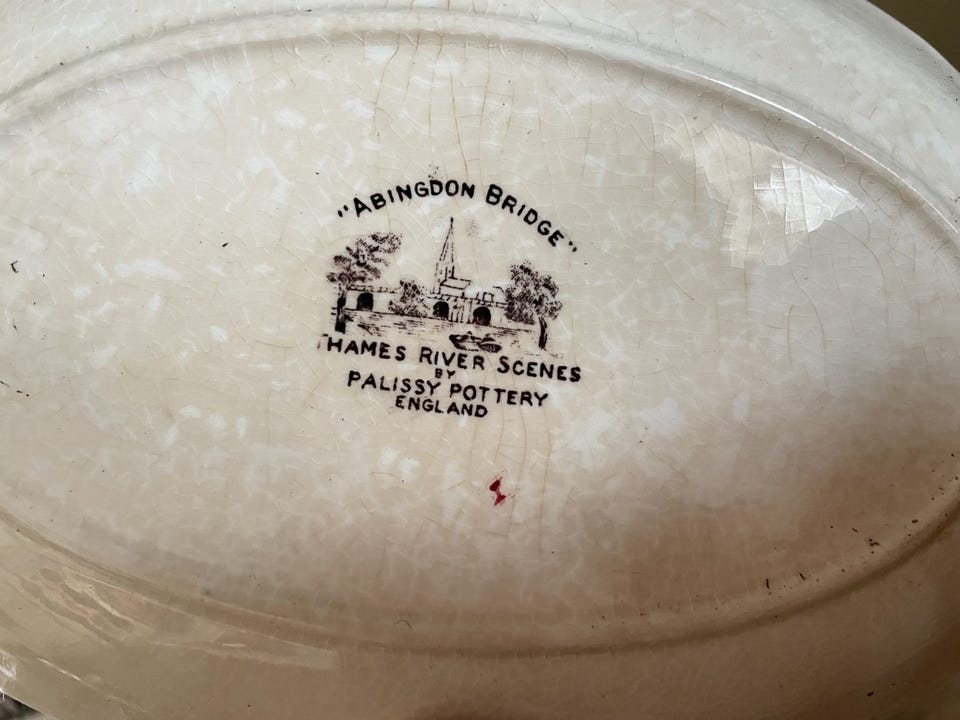 "ABINGDON BRIDGE"
THAMES RIVER SCENES
BY
PALISSY POTTERY
ENGLAND